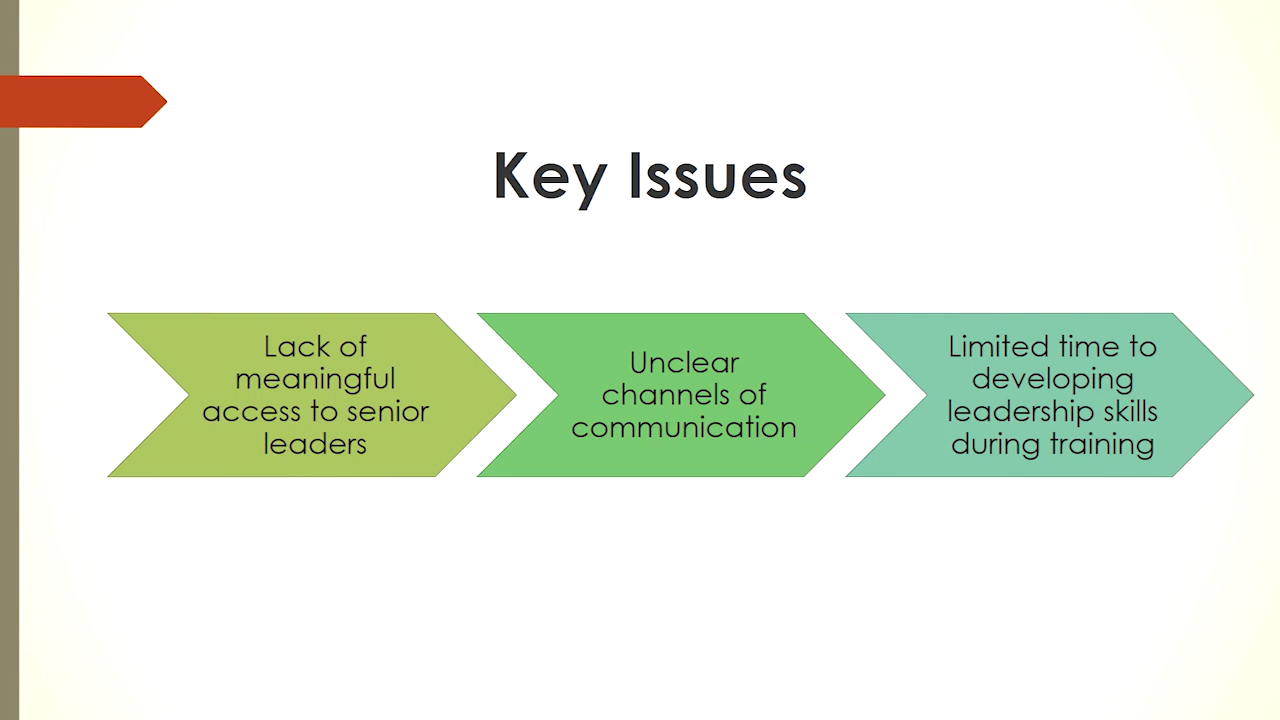 Key Issues
Lack of
meaningful
access to senior
leaders
Unclear
channels of
communication
Limited time to
developing
leadership skills
during training